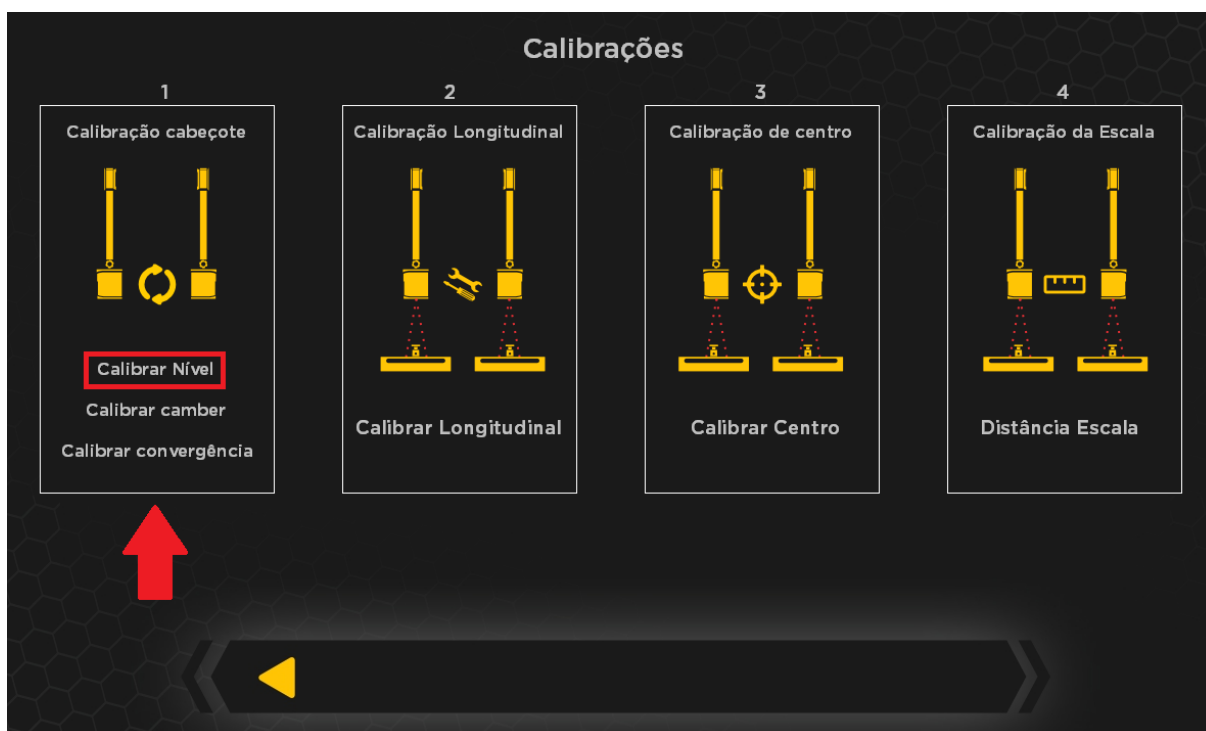 Calibrações
1
Calibração cabeçote
Calibrar Nível
Calibrar camber
Calibrar convergência
2
Calibração Longitudinal
Calibrar Longitudinal
3
Calibração de centro
Calibrar Centro
4
Calibração da Escala
Distância Escala